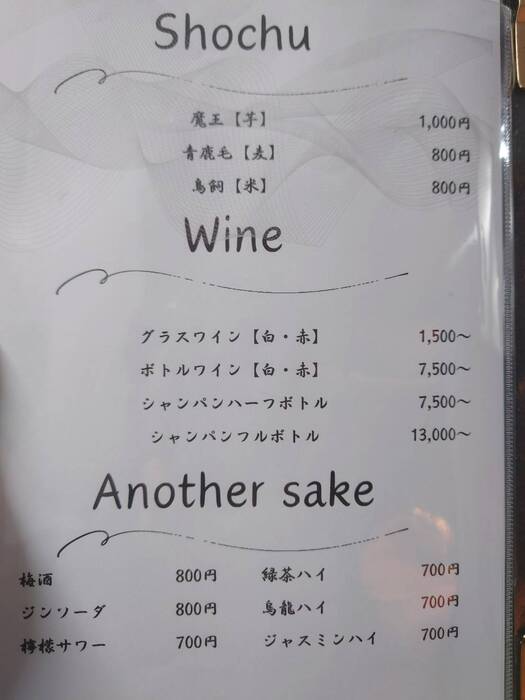 Shochu
魔王【芋】 1,000円
青鹿毛【麦】 800円
鳥飼【米】 800円
Wine
グラスワイン【白・赤】 1,500〜
ボトルワイン【白・赤】 7,500〜
シャンパンハーフボトル 7,500〜
シャンパンフルボトル 13,000〜
Another sake
梅酒 800円 緑茶ハイ 700円
ジンソーダ 800円 烏龍ハイ 700円
檸檬サワー 700円 ジャスミンハイ 700円